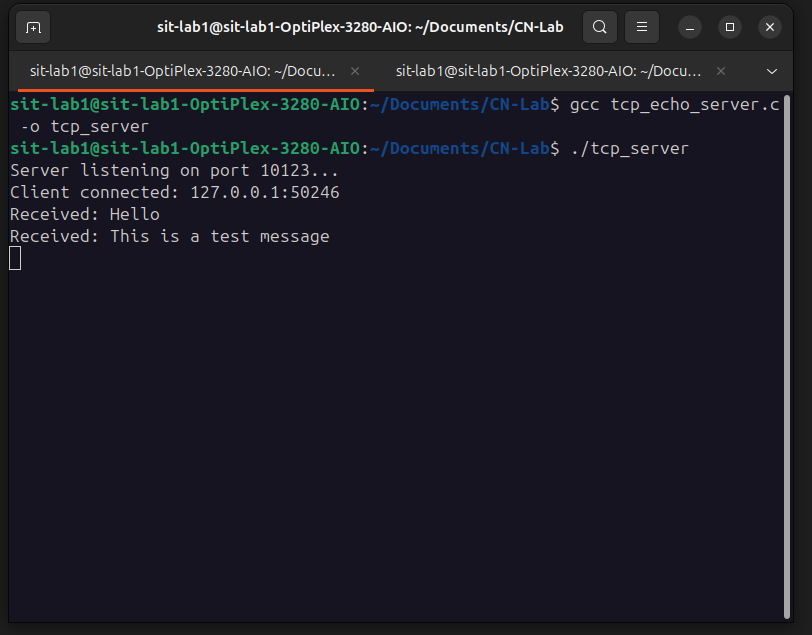 sit-lab1@sit-lab1-OptiPlex-3280-AIO: ~/Documents/CN-Lab
sit-lab1@sit-lab1-OptiPlex-3280-AIO: ~/Docu... × sit-lab1@sit-lab1-OptiPlex-3280-AIO: ~/Docu... ×
sit-lab1@sit-lab1-OptiPlex-3280-AIO:~/Documents/CN-Lab$ gcc tcp_echo_server.c
-o tcp_server
sit-lab1@sit-lab1-OptiPlex-3280-AIO:~/Documents/CN-Lab$ ./tcp_server
Server listening on port 10123...
Client connected: 127.0.0.1:50246
Received: Hello
Received: This is a test message